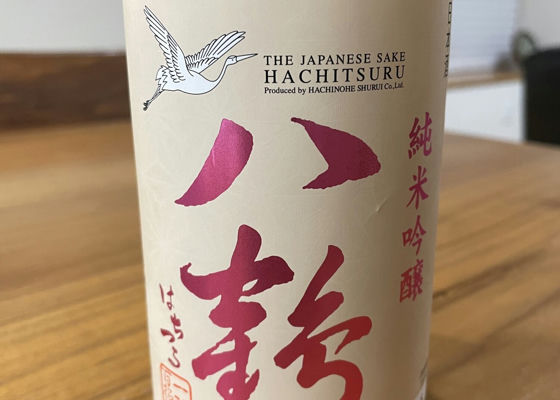 THE JAPANESE SAKE
HACHITSURU
Produced by HACHINOHE SHURUI Co.,Ltd.
八鶴
純米吟醸
はちつる